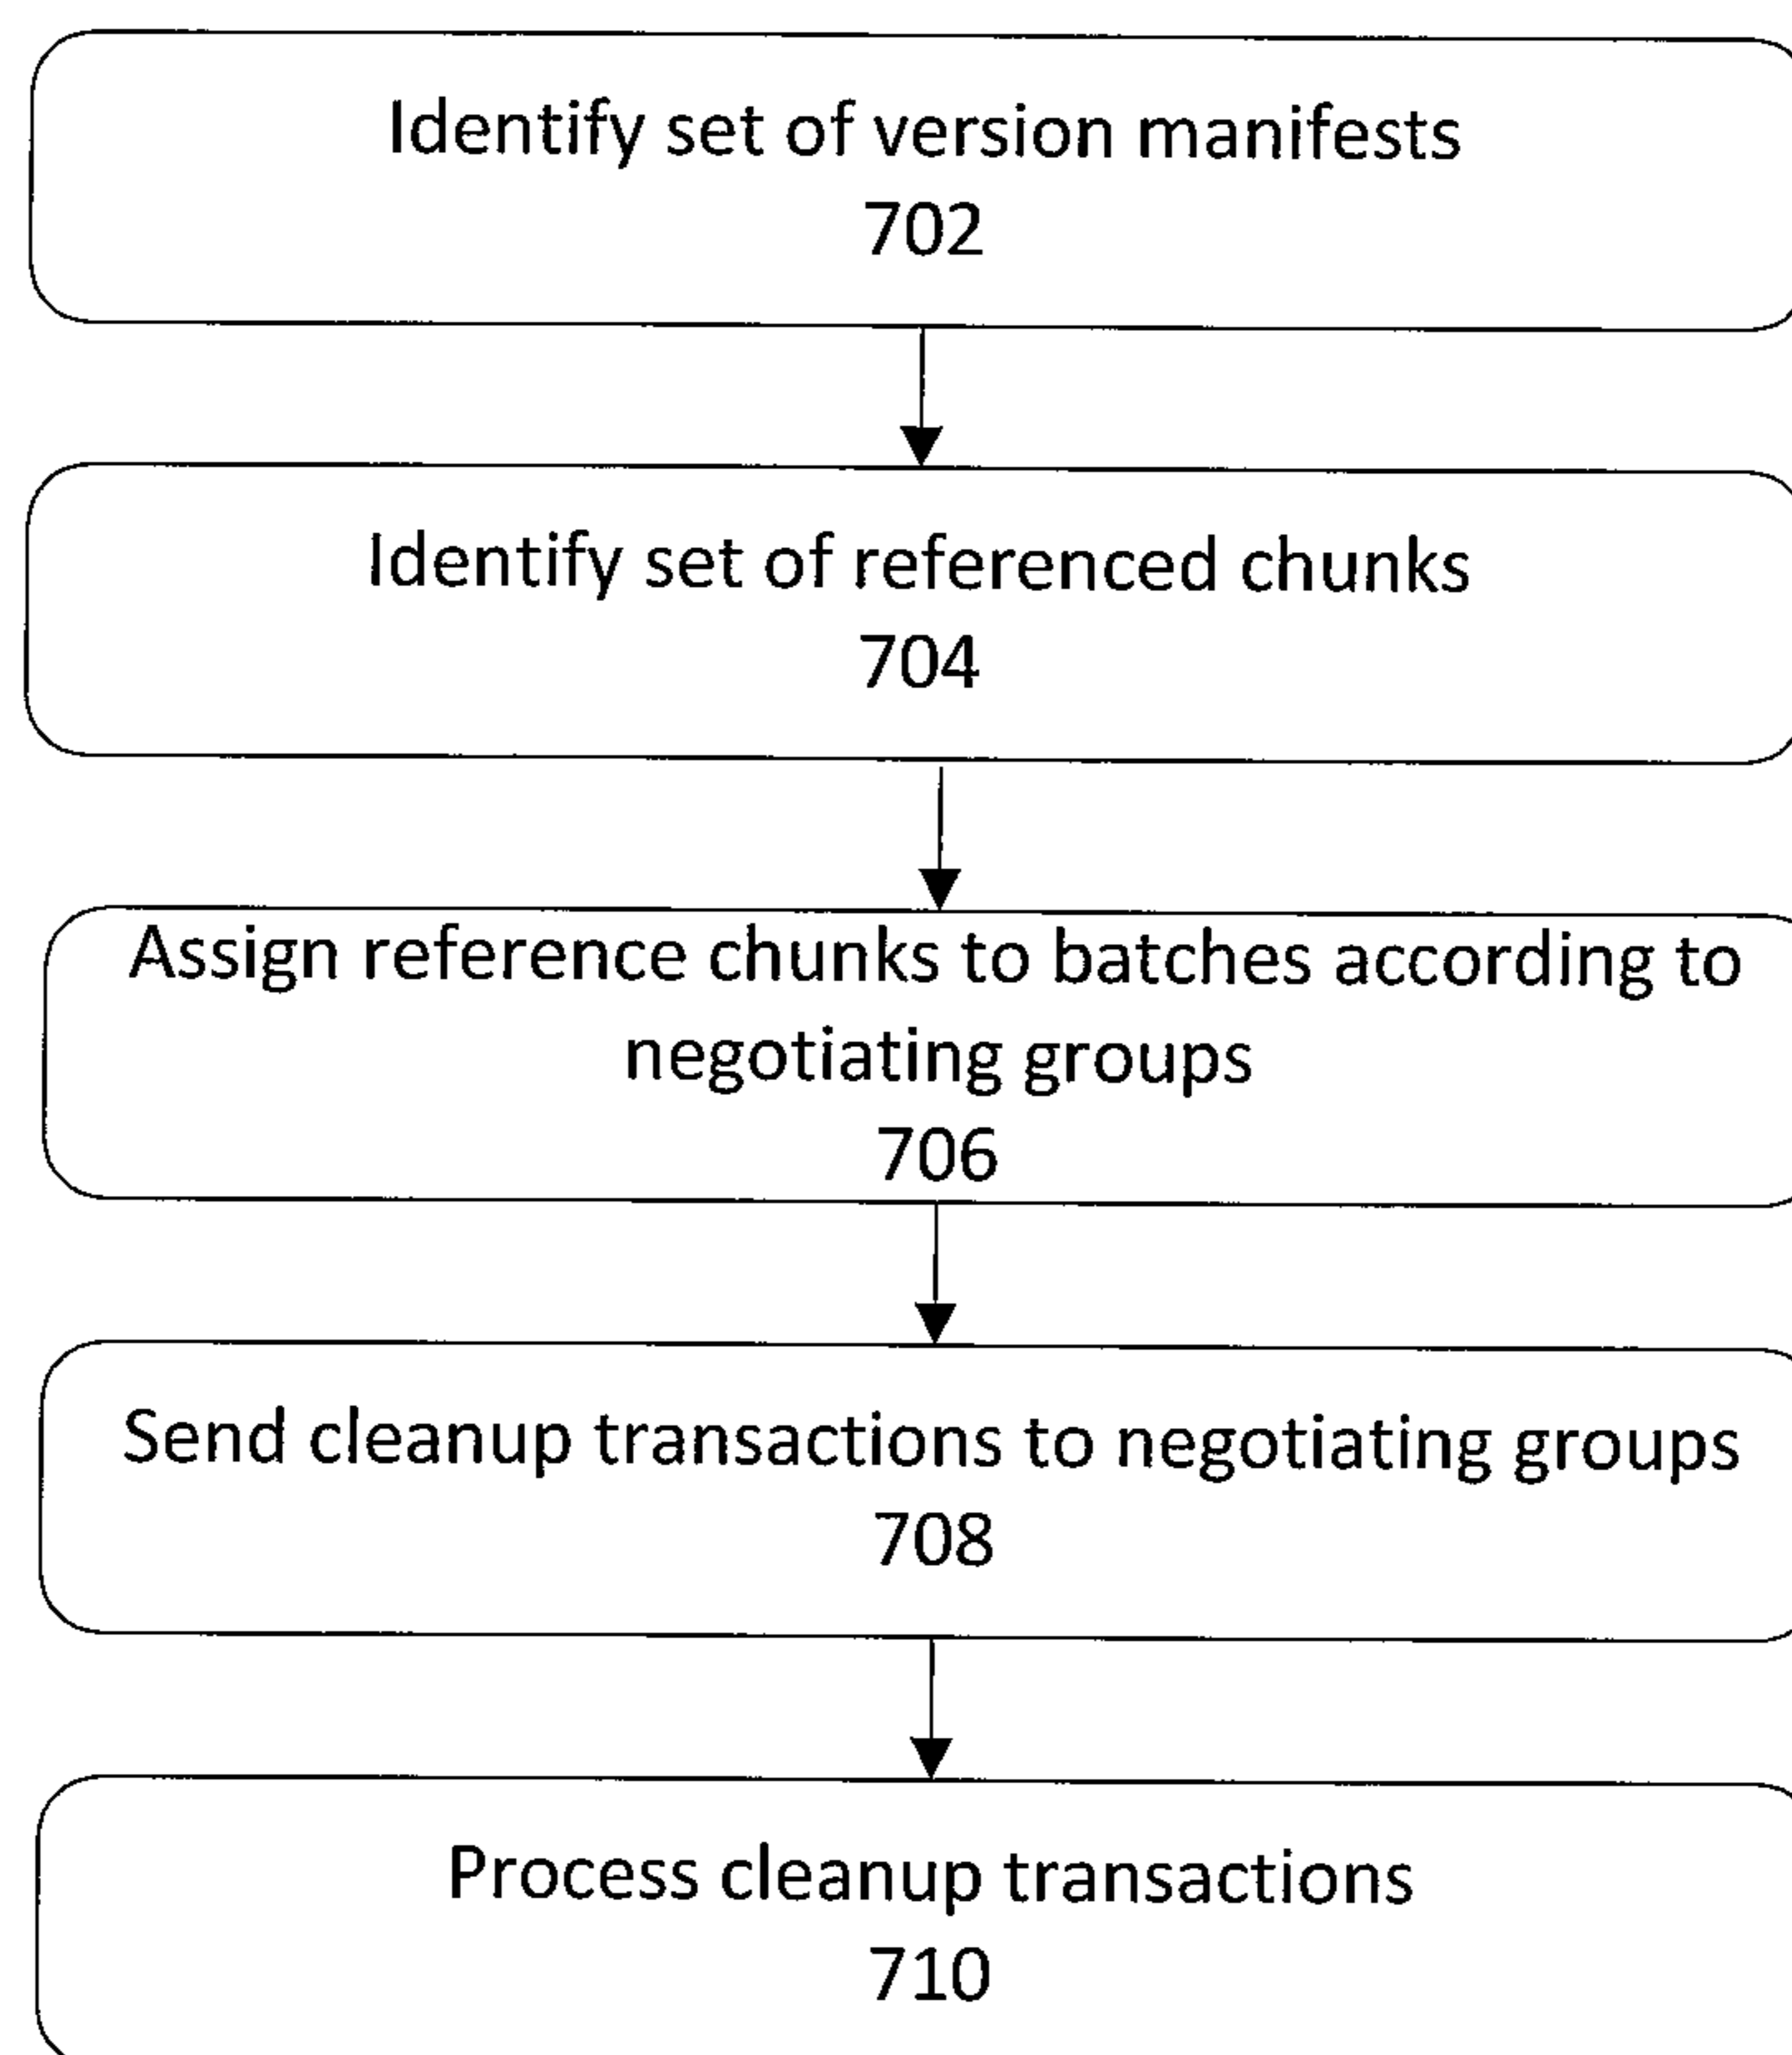 Identify set of version manifests
702
Identify set of referenced chunks
704
Assign reference chunks to batches according to
negotiating groups
706
Send cleanup transactions to negotiating groups
708
Process cleanup transactions
710